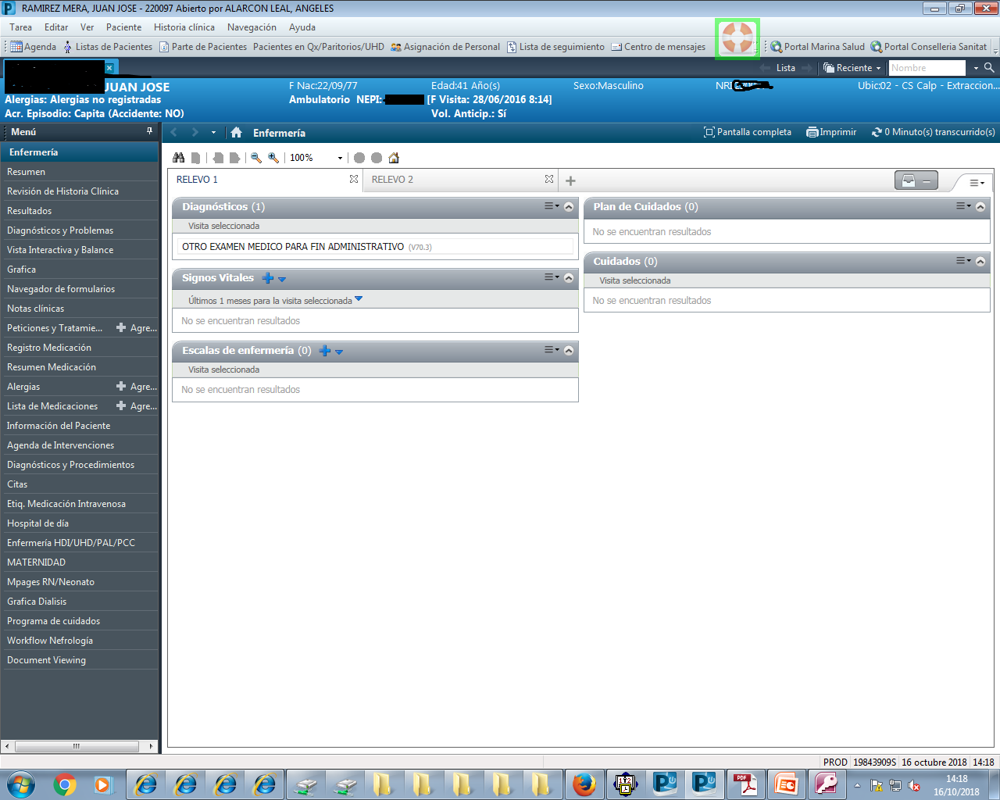 RAMIREZ MERA, JUAN JOSE - 220097 Abierto por ALARCON LEAL, ANGELES
Tarea Editar Ver Paciente Historia clínica Navegación Ayuda
Agenda Listas de Pacientes Parte de Pacientes Pacientes en Qx/Paritorios/UHD Asignación de Personal Lista de seguimiento Centro de mensajes Portal Marina Salud Portal Conselleria Sanitat
Lista Reciente Nombre
JUAN JOSE F Nac:22/09/77 Edad:41 Año(s) Sexo:Masculino Ubic:02 - CS Calp - Extraccion...
Alergias: Alergias no registradas Ambulatorio NEPI: [F Visita: 28/06/2016 8:14]
Acr. Episodio: Capita (Accidente: NO) Vol. Anticip.: Sí
Menú
Enfermería
Resumen
Revisión de Historia Clínica
Resultados
Diagnósticos y Problemas
Vista Interactiva y Balance
Grafica
Navegador de formularios
Notas clínicas
Peticiones y Tratamie... Agre...
Registro Medicación
Resumen Medicación
Alergias Agre...
Lista de Medicaciones Agre...
Información del Paciente
Agenda de Intervenciones
Diagnósticos y Procedimientos
Citas
Etiq. Medicación Intravenosa
Hospital de día
Enfermería HDI/UHD/PAL/PCC
MATERNIDAD
Mpages RN/Neonato
Grafica Dialisis
Programa de cuidados
Workflow Nefrología
Document Viewing
Enfermería Pantalla completa Imprimir 0 Minuto(s) transcurrido(s)
100%
RELEVO 1 RELEVO 2
Diagnósticos (1)
Visita seleccionada
OTRO EXAMEN MEDICO PARA FIN ADMINISTRATIVO (V70.3)
Signos Vitales
Últimos 1 meses para la visita seleccionada
No se encuentran resultados
Escalas de enfermería (0)
Visita seleccionada
No se encuentran resultados
Plan de Cuidados (0)
No se encuentran resultados
Cuidados (0)
Visita seleccionada
No se encuentran resultados
PROD 19843909S 16 octubre 2018 14:18
14:18
16/10/2018